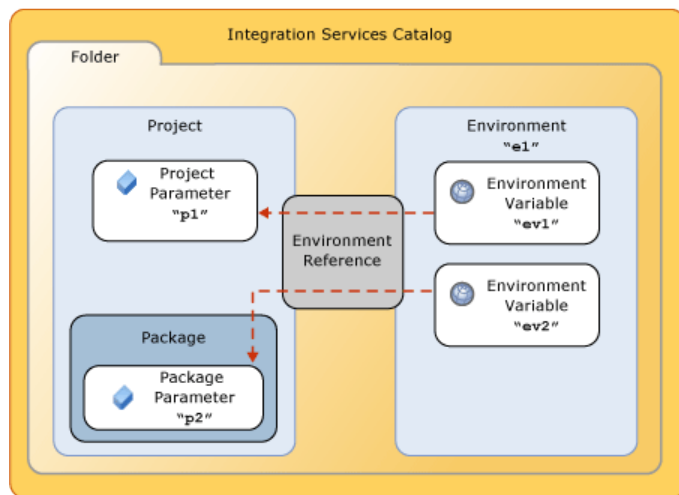 Integration Services Catalog
Folder
Project
Project
Parameter
"p1"
Package
Package
Parameter
"p2"
Environment
Reference
Environment
"e1"
Environment
Variable
"ev1"
Environment
Variable
"ev2"